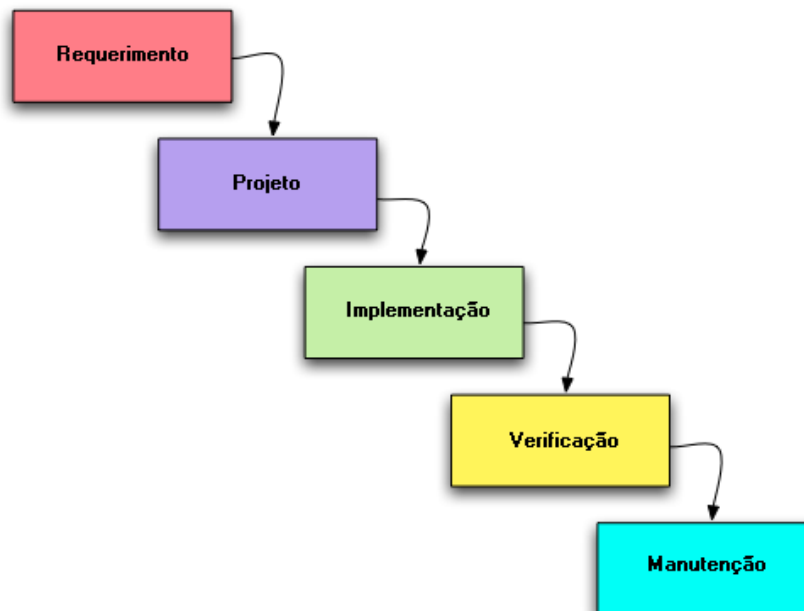 Requerimento
Projeto
Implementação
Verificação
Manutenção